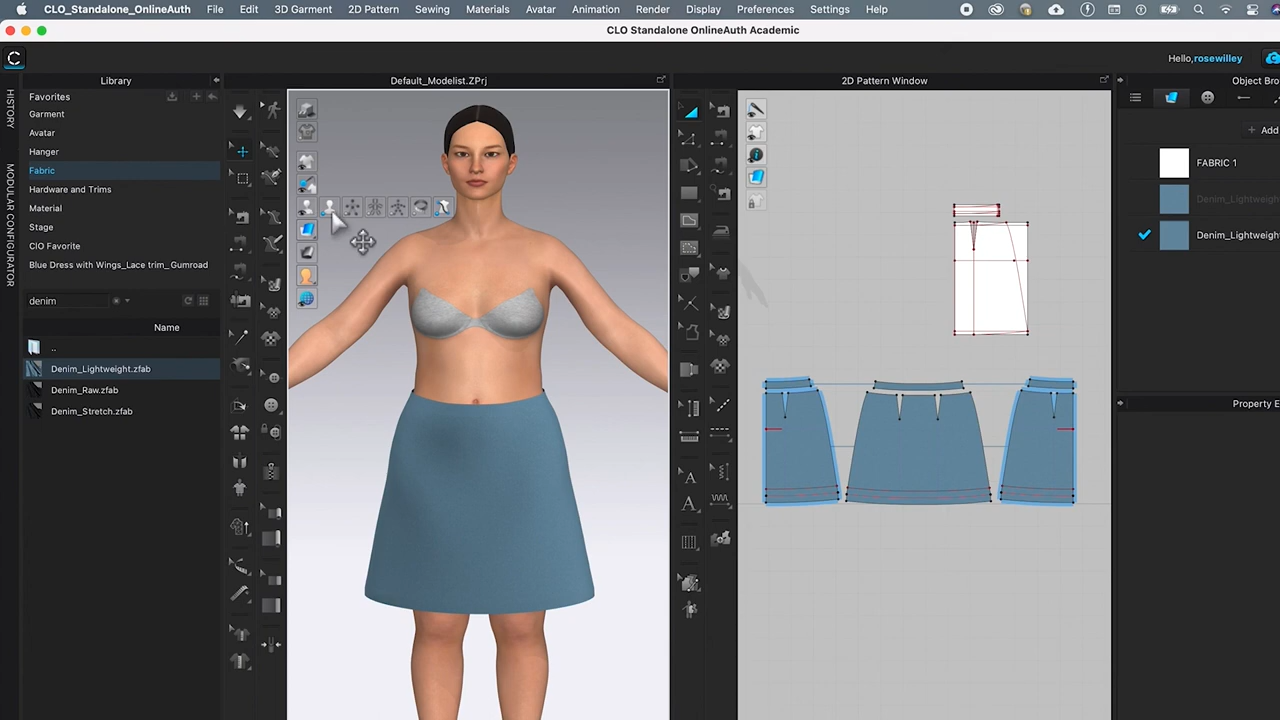 CLO_Standalone_OnlineAuth File Edit 3D Garment 2D Pattern Sewing Materials Avatar Animation Render Display Preferences Settings Help
CLO Standalone OnlineAuth Academic
Hello,rosewilley
Library
Default_Modelist.ZPrj
2D Pattern Window
Object Bro
HISTORY
MODULAR CONFIGURATOR
Favorites
Garment
Avatar
Hanger
Fabric
Hardware and Trims
Material
Stage
ClO Favorite
Blue Dress with Wings_Lace trim_Gumroad
denim
Name
..
Denim_Lightweight.zfab
Denim_Raw.zfab
Denim_Stretch.zfab
A
A
+ Add
FABRIC 1
Denim_Lightweight
Denim_Lightweight
Property E